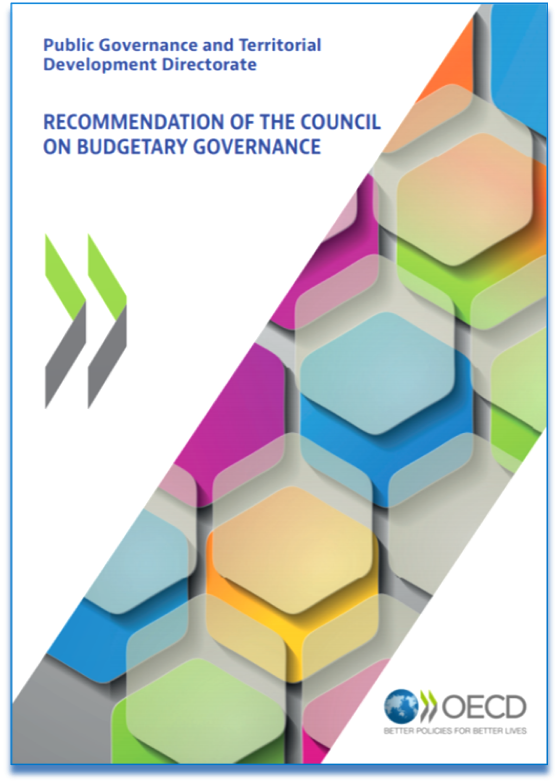 Public Governance and Territorial
Development Directorate
RECOMMENDATION OF THE COUNCIL
ON BUDGETARY GOVERNANCE
OECD
BETTER POLICIES FOR BETTER LIVES